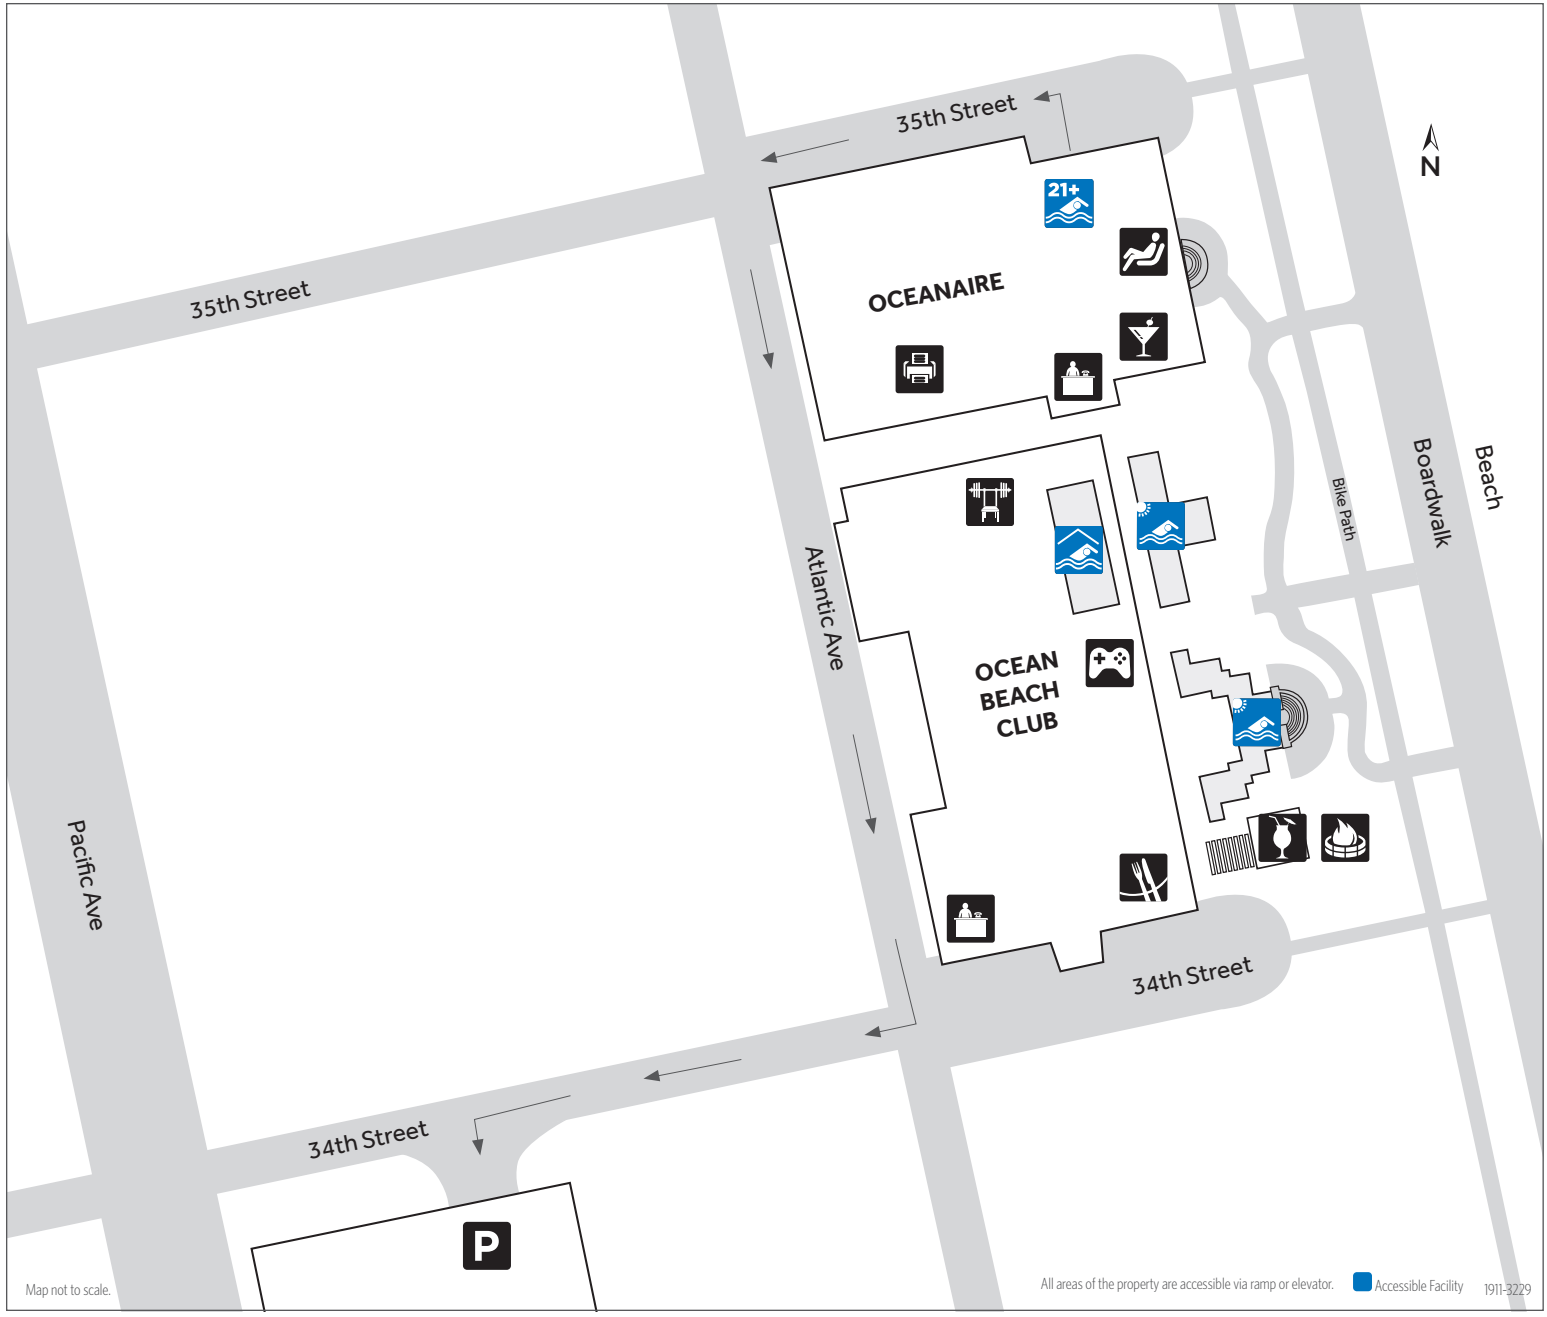 35th Street
N
21+
OCEANAIRE
35th Street
Beach
Boardwalk
Bike Path
Atlantic Ave
OCEAN
BEACH
CLUB
Pacific Ave
34th Street
34th Street
P
Map not to scale.
All areas of the property are accessible via ramp or elevator.
Accessible Facility
1911-3229